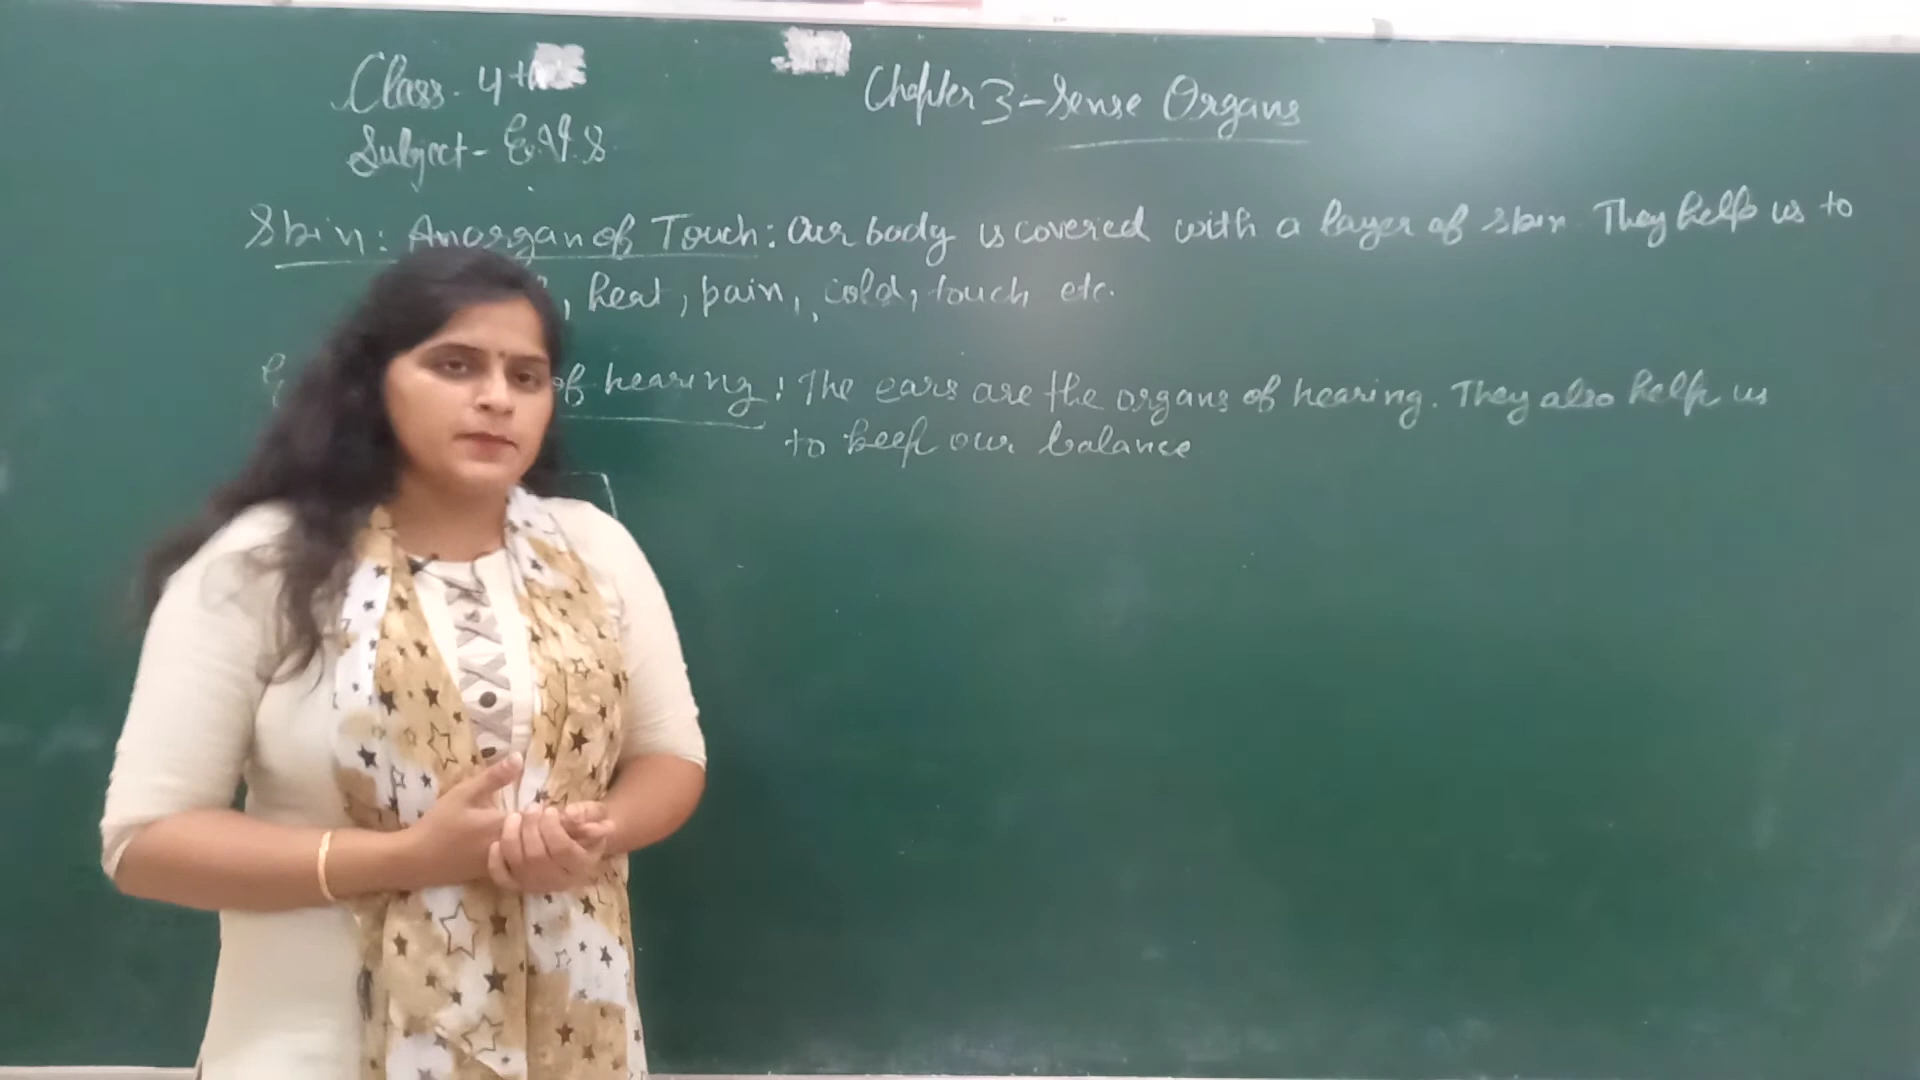 Class. 4th
Chapter 3 - Sense Organs
Subject - E.V.S.
Skin: An organ of Touch: Our body is covered with a layer of skin. They help us to
, heat, pain, cold, touch etc.
of hearing: The ears are the organs of hearing. They also help us
to keep our balance